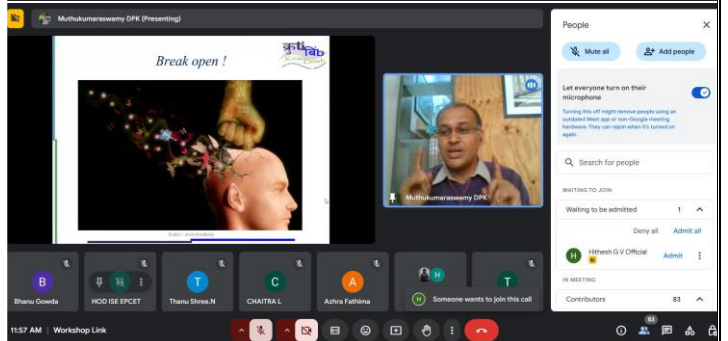 Muthukumaraswamy DPK (Presenting)
Break open !
Muthukumaraswamy DPK
Bhanu Gowda
HOD ISE EPCET
Thanu Shree.N
CHAITRA L
Azhra Fathima
Someone wants to join this call
B
T
C
A
H
T
H
11:57 AM | Workshop Link
People
Mute all
Add people
Let everyone turn on their
microphone
Turning this off might remove people using an
outdated Meet app or non-Google meeting
hardware. They can rejoin when it's turned on
again.
Search for people
WAITING TO JOIN
Waiting to be admitted 1
Deny all Admit all
H
Hithesh G V Official
Admit
IN MEETING
Contributors 83
83